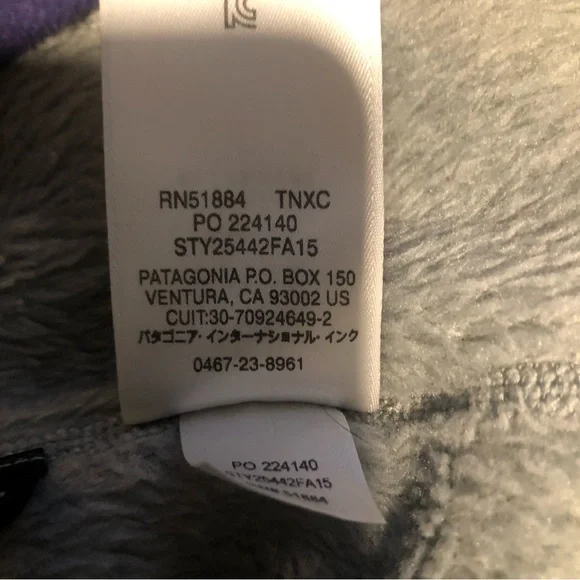 RN51884 TNXC
PO 224140
STY25442FA15
PATAGONIA P.O. BOX 150
VENTURA, CA 93002 US
CUIT:30-70924649-2
パタゴニア・インターナショナル・インク
0467-23-8961
PO 224140
STY25442FA15
51884